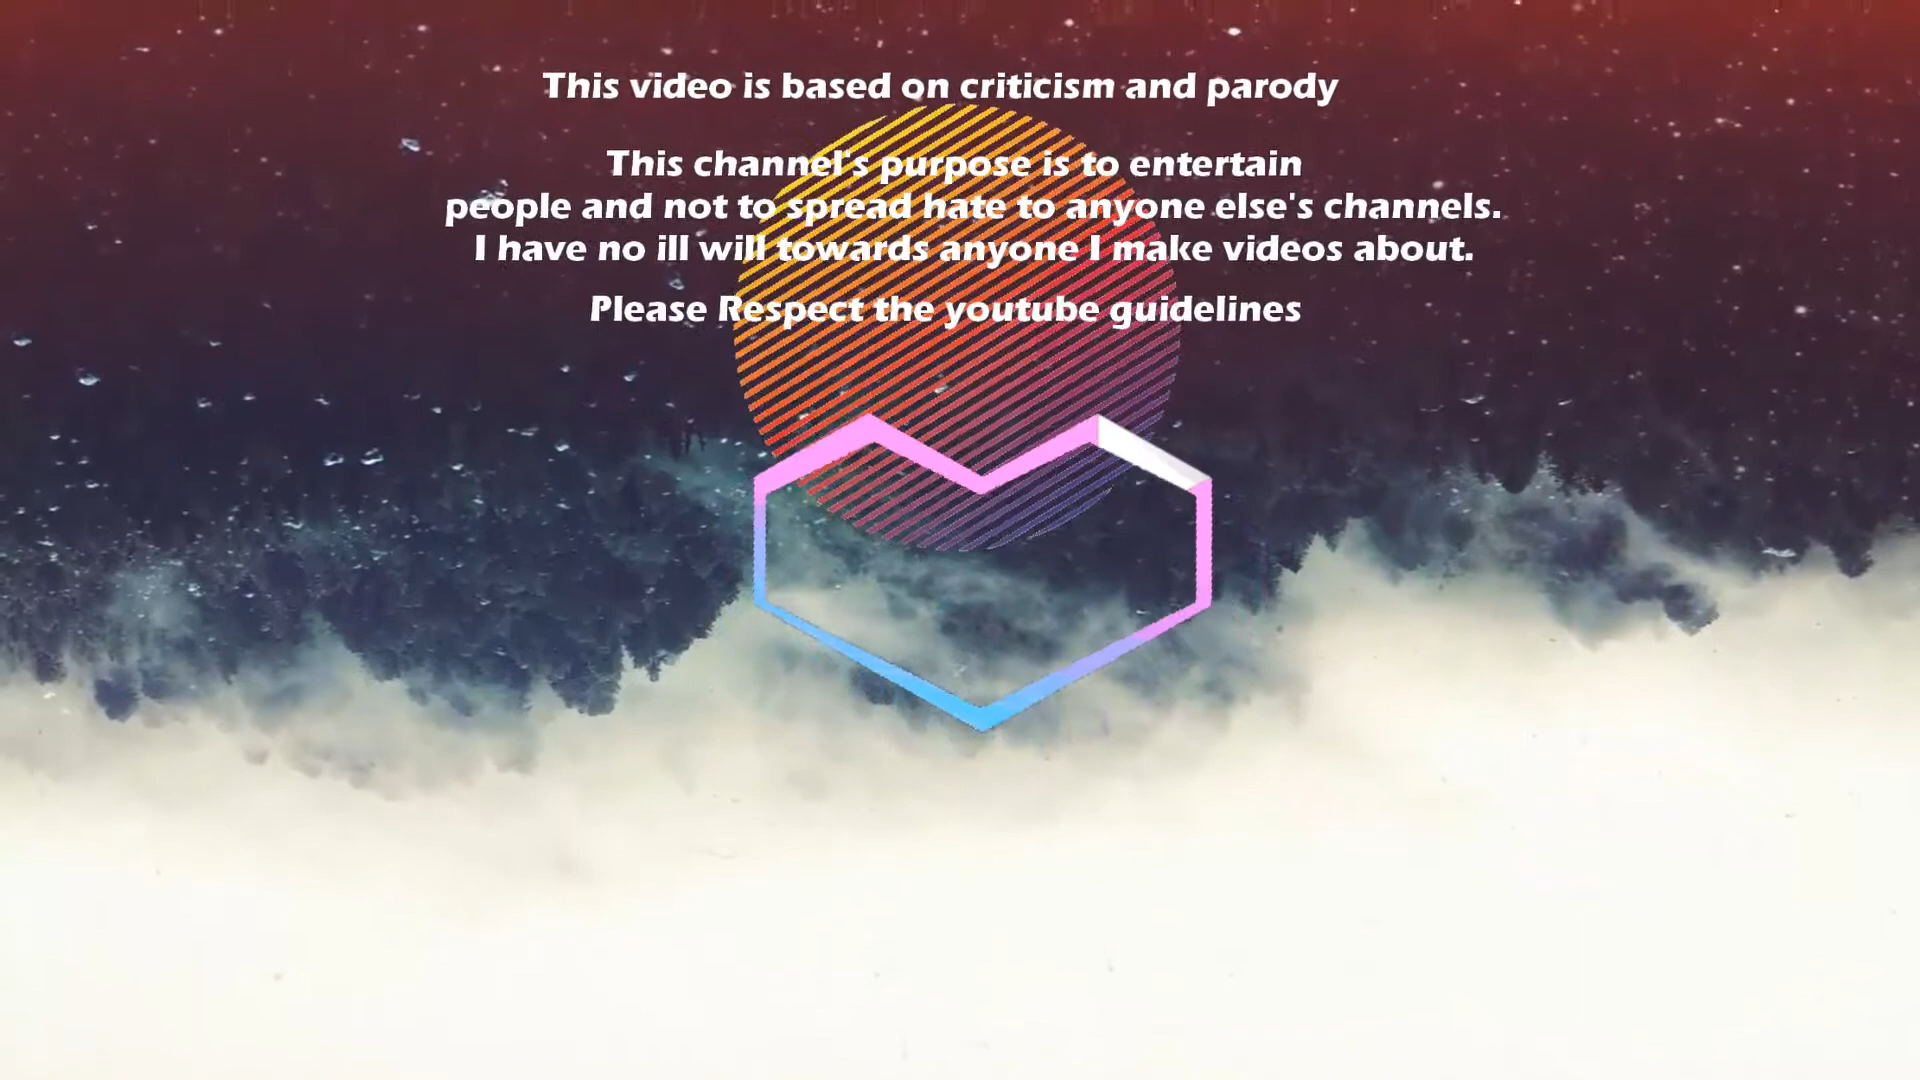 This video is based on criticism and parody
This channel's purpose is to entertain
people and not to spread hate to anyone else's channels.
I have no ill will towards anyone I make videos about.
Please Respect the youtube guidelines